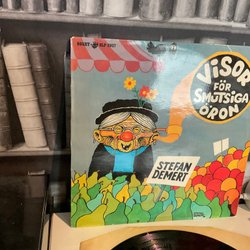 VISOR
FÖR
SMUTSIGA
ÖRON
STEFAN
DEMERT